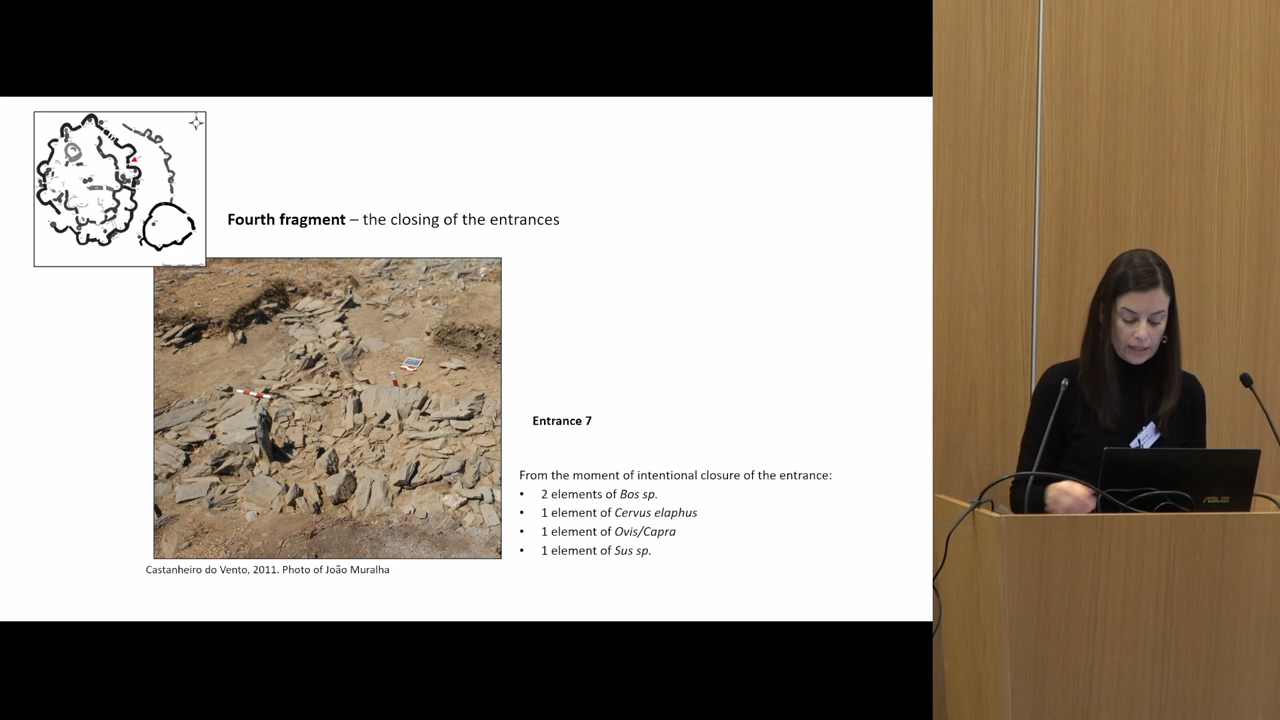 Fourth fragment – the closing of the entrances
Entrance 7
From the moment of intentional closure of the entrance:
• 2 elements of Bos sp.
• 1 element of Cervus elaphus
• 1 element of Ovis/Capra
• 1 element of Sus sp.
Castanheiro do Vento, 2011. Photo of João Muralha
ASUS